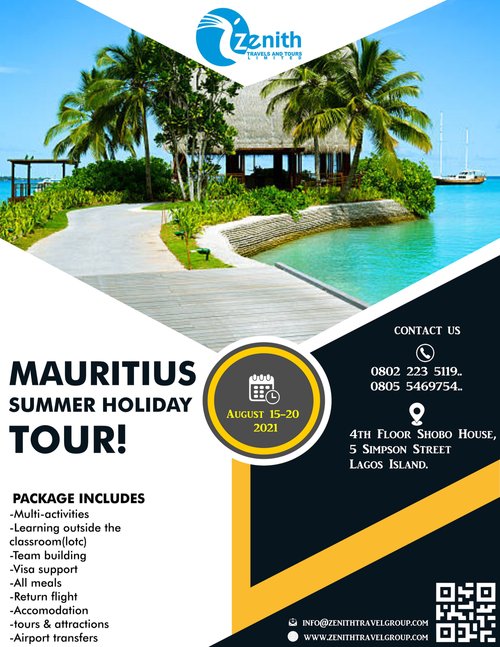 Zenith
TRAVELS AND TOURS
LIMITED
MAURITIUS
SUMMER HOLIDAY
TOUR!
AUGUST 15-20
2021
CONTACT US
0802 223 5119..
0805 5469754..
4TH FLOOR SHOBO HOUSE,
5 SIMPSON STREET
LAGOS ISLAND.
PACKAGE INCLUDES
-Multi-activities
-Learning outside the
classroom(lotc)
-Team building
-Visa support
-All meals
-Return flight
-Accomodation
-tours & attractions
-Airport transfers
INFO@ZENITHTRAVELGROUP.COM
WWW.ZENITHTRAVELGROUP.COM